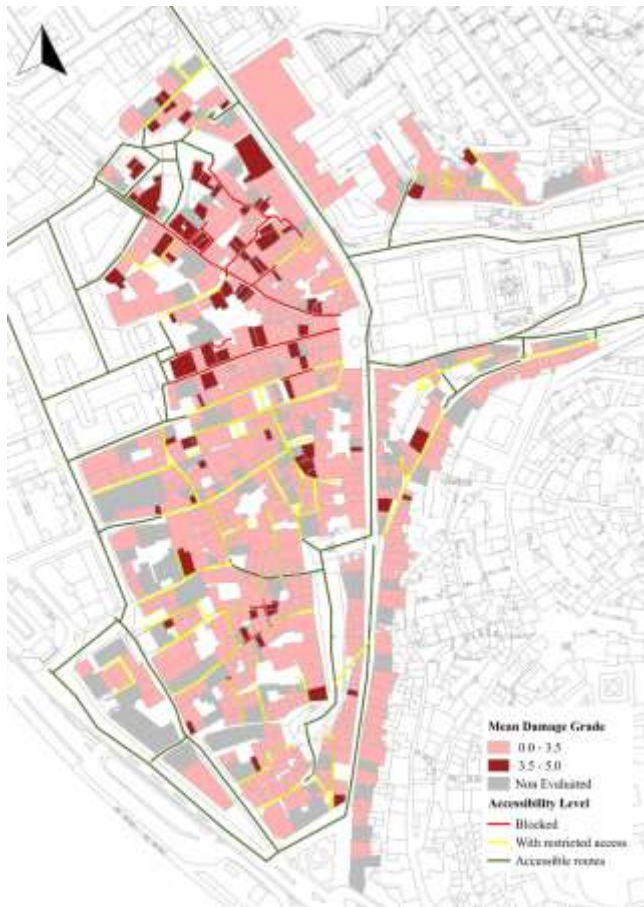 Mean Damage Grade
0.0 - 3.5
3.5 - 5.0
Non Evaluated
Accessibility Level
Blocked
With restricted access
Accessible routes